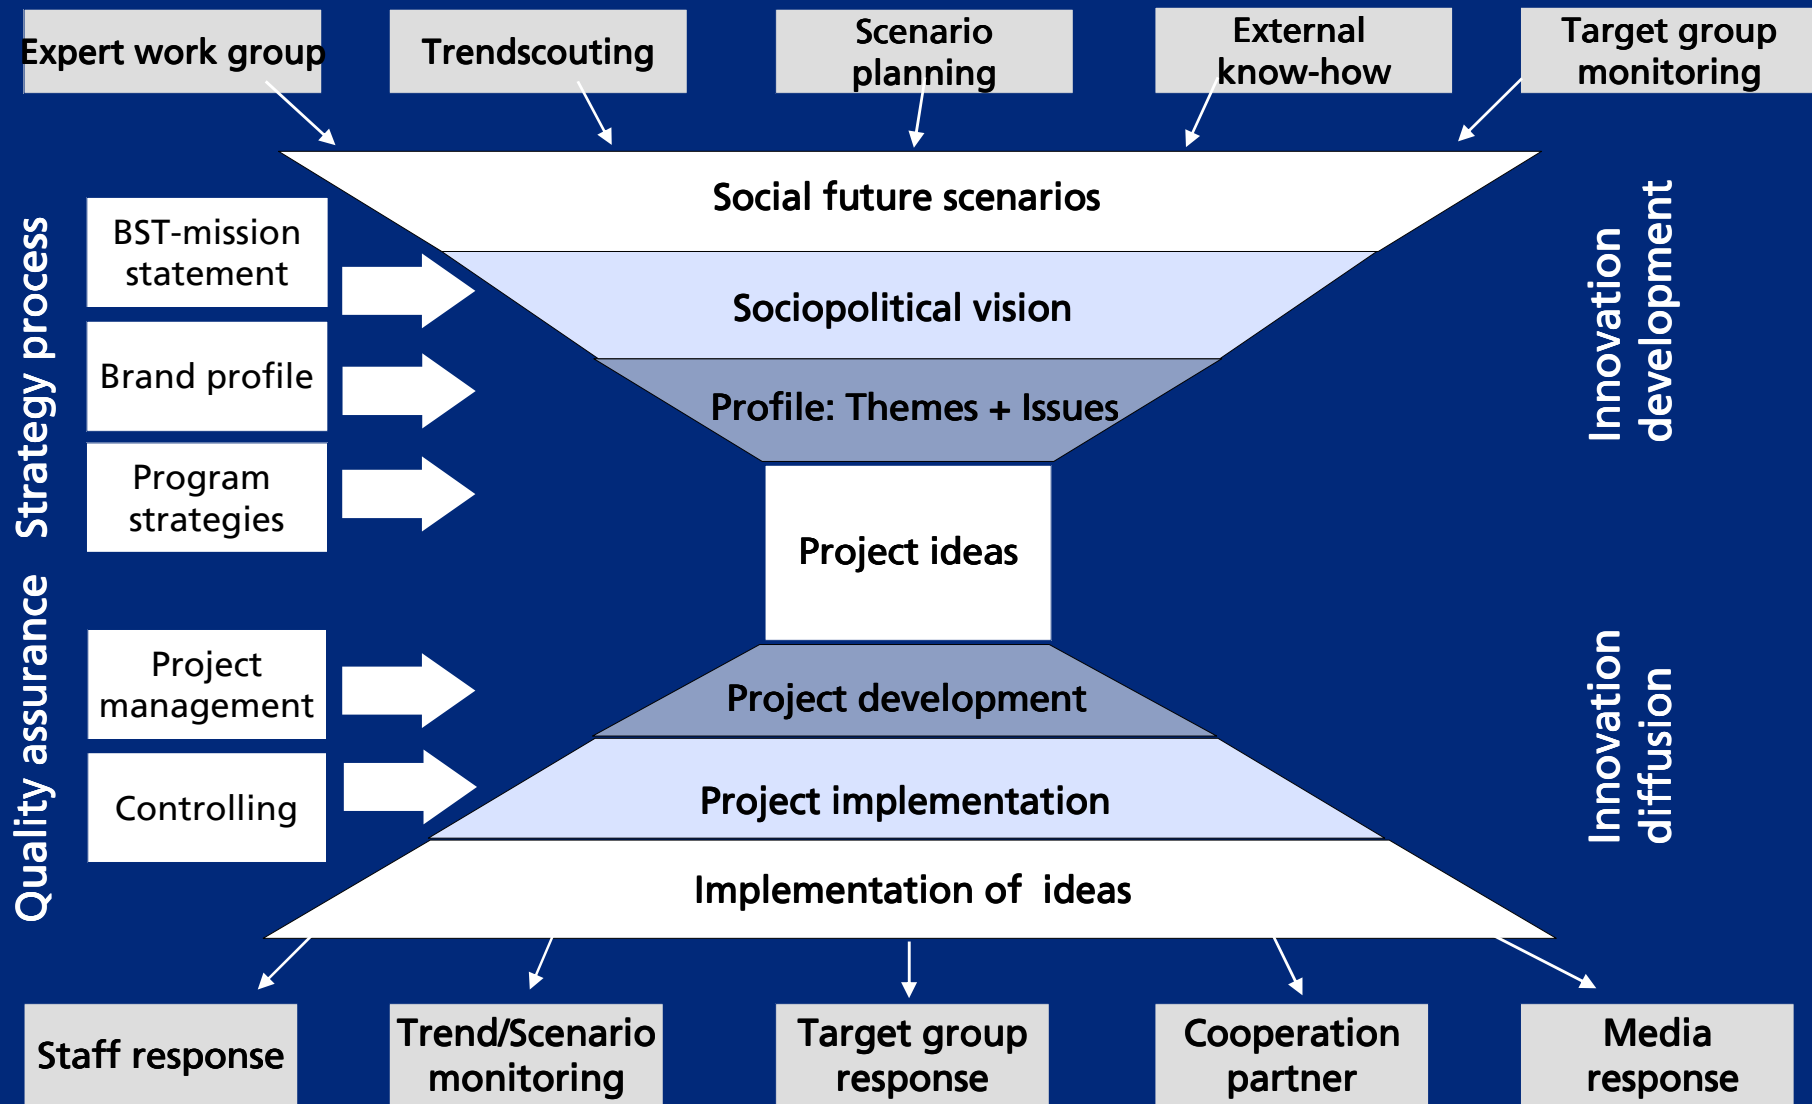 Expert work group
Trendscouting
Scenario
planning
External
know-how
Target group
monitoring
Social future scenarios
Sociopolitical vision
Profile: Themes + Issues
Project ideas
Project development
Project implementation
Implementation of  ideas
Strategy process
BST-mission
statement
Brand profile
Program
strategies
Quality assurance
Project
management
Controlling
Innovation
development
Innovation
diffusion
Staff response
Trend/Scenario
monitoring
Target group
response
Cooperation
partner
Media
response